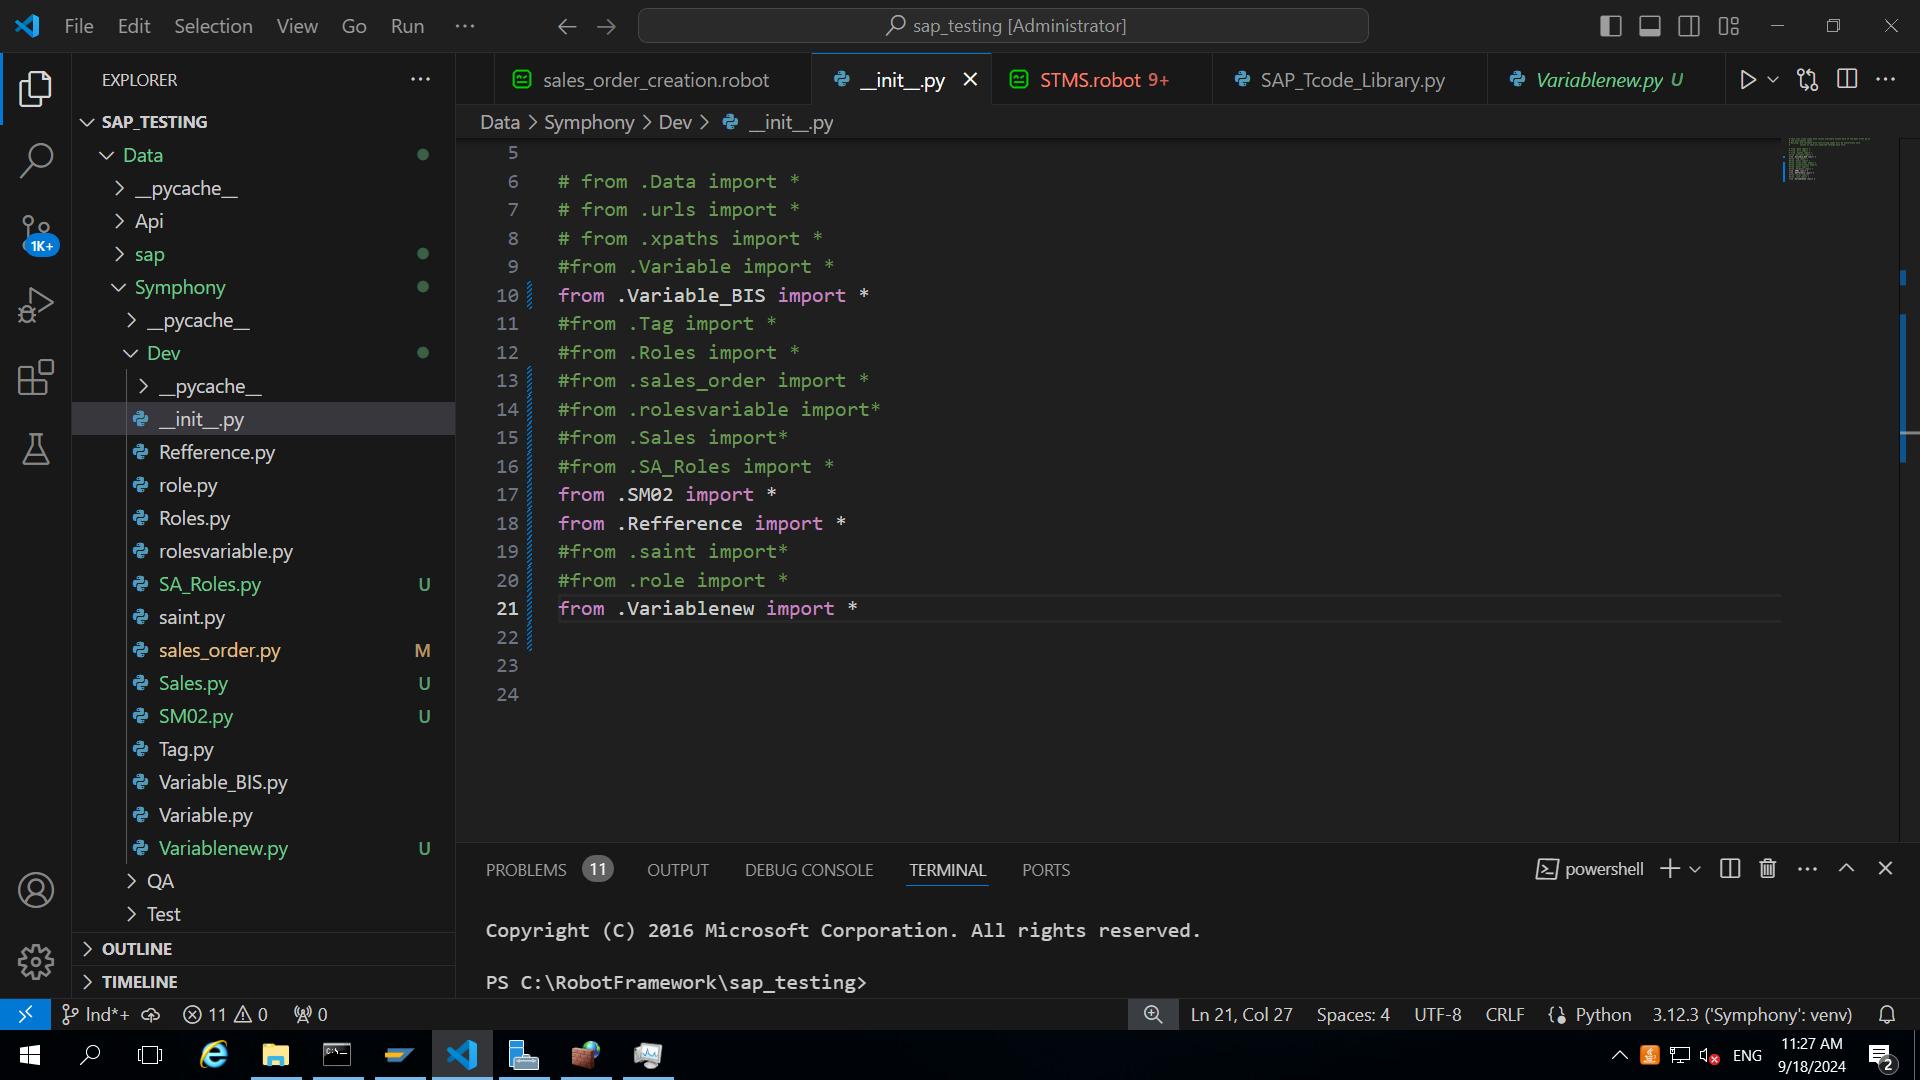 File Edit Selection View Go Run ···
sap_testing [Administrator]
EXPLORER ···
SAP_TESTING
Data
__pycache__
Api
sap
Symphony
__pycache__
Dev
__pycache__
__init__.py
Refference.py
role.py
Roles.py
rolesvariable.py
SA_Roles.py U
saint.py
sales_order.py M
Sales.py U
SM02.py U
Tag.py
Variable_BIS.py
Variable.py
Variablenew.py U
QA
Test
OUTLINE
TIMELINE
1K+
sales_order_creation.robot
__init__.py
STMS.robot 9+
SAP_Tcode_Library.py
Variablenew.py U
Data > Symphony > Dev > __init__.py
5
6 # from .Data import *
7 # from .urls import *
8 # from .xpaths import *
9 #from .Variable import *
10 from .Variable_BIS import *
11 #from .Tag import *
12 #from .Roles import *
13 #from .sales_order import *
14 #from .rolesvariable import*
15 #from .Sales import*
16 #from .SA_Roles import *
17 from .SM02 import *
18 from .Refference import *
19 #from .saint import*
20 #from .role import *
21 from .Variablenew import *
22
23
24
PROBLEMS 11 OUTPUT DEBUG CONSOLE TERMINAL PORTS
powershell
Copyright (C) 2016 Microsoft Corporation. All rights reserved.
PS C:\RobotFramework\sap_testing>
Ind*+ 11 0 0
Ln 21, Col 27 Spaces: 4 UTF-8 CRLF Python 3.12.3 ('Symphony': venv)
ENG
11:27 AM
9/18/2024
2